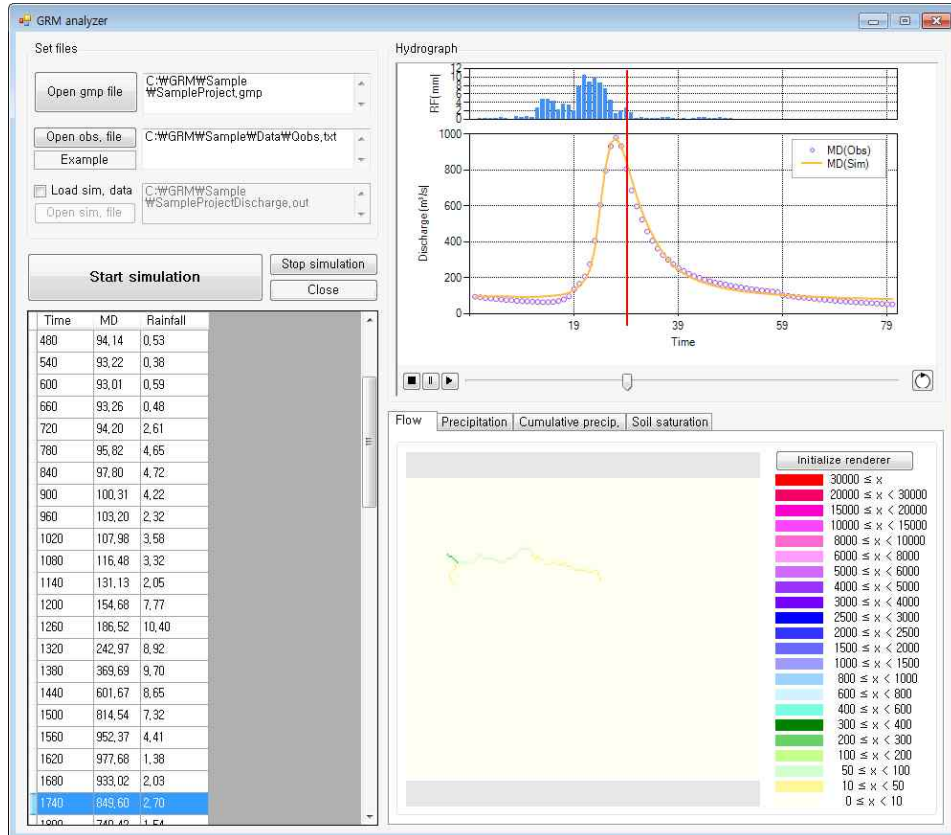 GRM analyzer
Set files
Open gmp file
C:₩GRM₩Sample
₩SampleProject.gmp
Open obs. file
C:₩GRM₩Sample₩Data₩Qobs.txt
Example
Load sim. data
C:₩GRM₩Sample
₩SampleProjectDischarge.out
Open sim. file
Start simulation
Stop simulation
Close
Time MD Rainfall
480 94,14 0,53
540 93,22 0,38
600 93,01 0,59
660 93,26 0,48
720 94,20 2,61
780 95,82 4,65
840 97,80 4,72
900 100,31 4,22
960 103,20 2,32
1020 107,98 3,58
1080 116,48 3,32
1140 131,13 2,05
1200 154,68 7,77
1260 186,52 10,40
1320 242,97 8,92
1380 369,69 9,70
1440 601,67 8,65
1500 814,54 7,32
1560 952,37 4,41
1620 977,68 1,38
1680 933,02 2,03
1740 849,60 2,70
Hydrograph
RF(mm)
12
10
8
6
4
2
0
Discharge(m³/s)
1000
800
600
400
200
0
MD(Obs)
MD(Sim)
19 39 59 79
Time
Flow Precipitation Cumulative precip. Soil saturation
Initialize renderer
30000 ≤ x
20000 ≤ x < 30000
15000 ≤ x < 20000
10000 ≤ x < 15000
8000 ≤ x < 10000
6000 ≤ x < 8000
5000 ≤ x < 6000
4000 ≤ x < 5000
3000 ≤ x < 4000
2500 ≤ x < 3000
2000 ≤ x < 2500
1500 ≤ x < 2000
1000 ≤ x < 1500
800 ≤ x < 1000
600 ≤ x < 800
400 ≤ x < 600
300 ≤ x < 400
200 ≤ x < 300
100 ≤ x < 200
50 ≤ x < 100
10 ≤ x < 50
0 ≤ x < 10